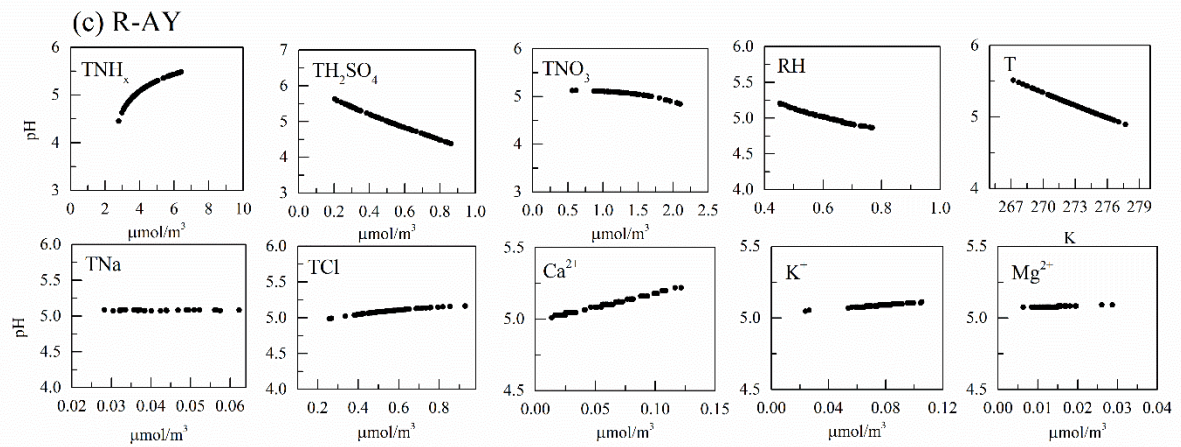 (c) R-AY
TNHx
TH2SO4
TNO3
RH
T
pH
6
5
4
3
7
6
5
4
3
6
5
4
3
6.0
5.5
5.0
4.5
4.0
6
5
4
0 2 4 6 8 10
0.0 0.2 0.4 0.6 0.8 1.0
0.0 0.5 1.0 1.5 2.0 2.5
0.4 0.6 0.8 1.0
267 270 273 276 279
μmol/m³
μmol/m³
μmol/m³
K
TNa
TCl
Ca²⁺
K⁺
Mg²⁺
pH
6.0
5.5
5.0
4.5
4.0
6.0
5.5
5.0
4.5
4.0
5.5
5.0
4.5
5.5
5.0
4.5
5.5
5.0
4.5
0.02 0.03 0.04 0.05 0.06
0.2 0.4 0.6 0.8
0.00 0.05 0.10 0.15
0.00 0.04 0.08 0.12
0.00 0.01 0.02 0.03 0.04
μmol/m³
μmol/m³
μmol/m³
μmol/m³
μmol/m³